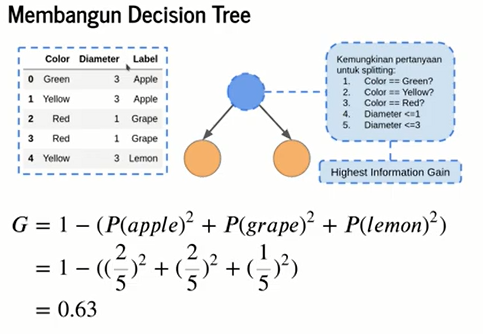 Membangun Decision Tree
Color Diameter Label
0 Green 3 Apple
1 Yellow 3 Apple
2 Red 1 Grape
3 Red 1 Grape
4 Yellow 3 Lemon
Kemungkinan pertanyaan
untuk splitting:
1. Color == Green?
2. Color == Yellow?
3. Color == Red?
4. Diameter <=1
5. Diameter <=3
Highest Information Gain
G = 1 − (P(apple)² + P(grape)² + P(lemon)²)
= 1 − ((2/5)² + (2/5)² + (1/5)²)
= 0.63